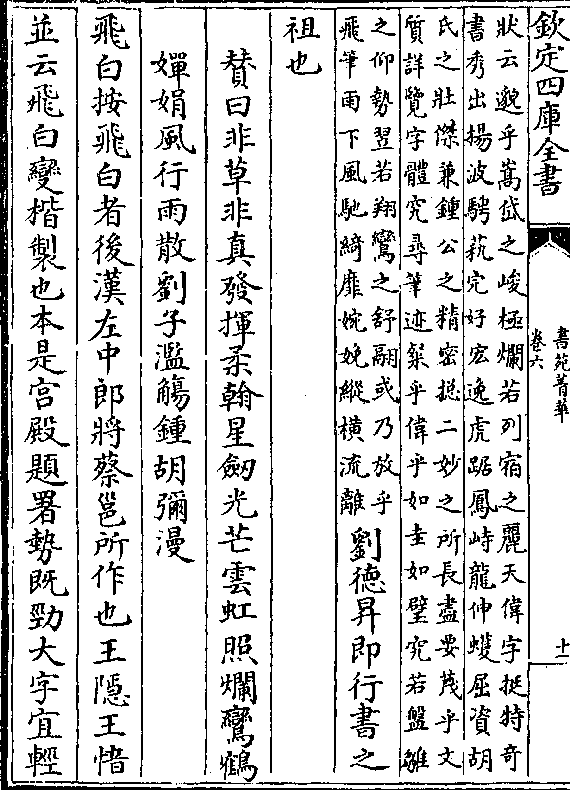 欽定四庫全書
書苑菁華
卷六
十一
狀云邈乎嵩岱之峻極爛若列宿之麗天偉字挺特奇
書秀出揚波騁蓺宛好宏逸虎踞鳳峙龍伸蠖屈資胡
氏之壯傑兼鍾公之精密摠二妙之所長盡要茂乎文
質詳覽字體究尋筆迹粲乎偉乎如圭如璧宛若盤螭
之仰勢翌若翔鸞之舒翮或乃放乎
飛筆雨下風馳綺靡婉娩縱橫流離
劉德昇即行書之
祖也
贊曰非草非真發揮柔翰星劒光芒雲虹照爛鸞鶴
嬋娟風行雨散劉子濫觴鍾胡彌漫
飛白按飛白者後漢左中郎將蔡邕所作也王隱王愔
並云飛白變楷製也本是宮殿題署勢既勁大字宜輕